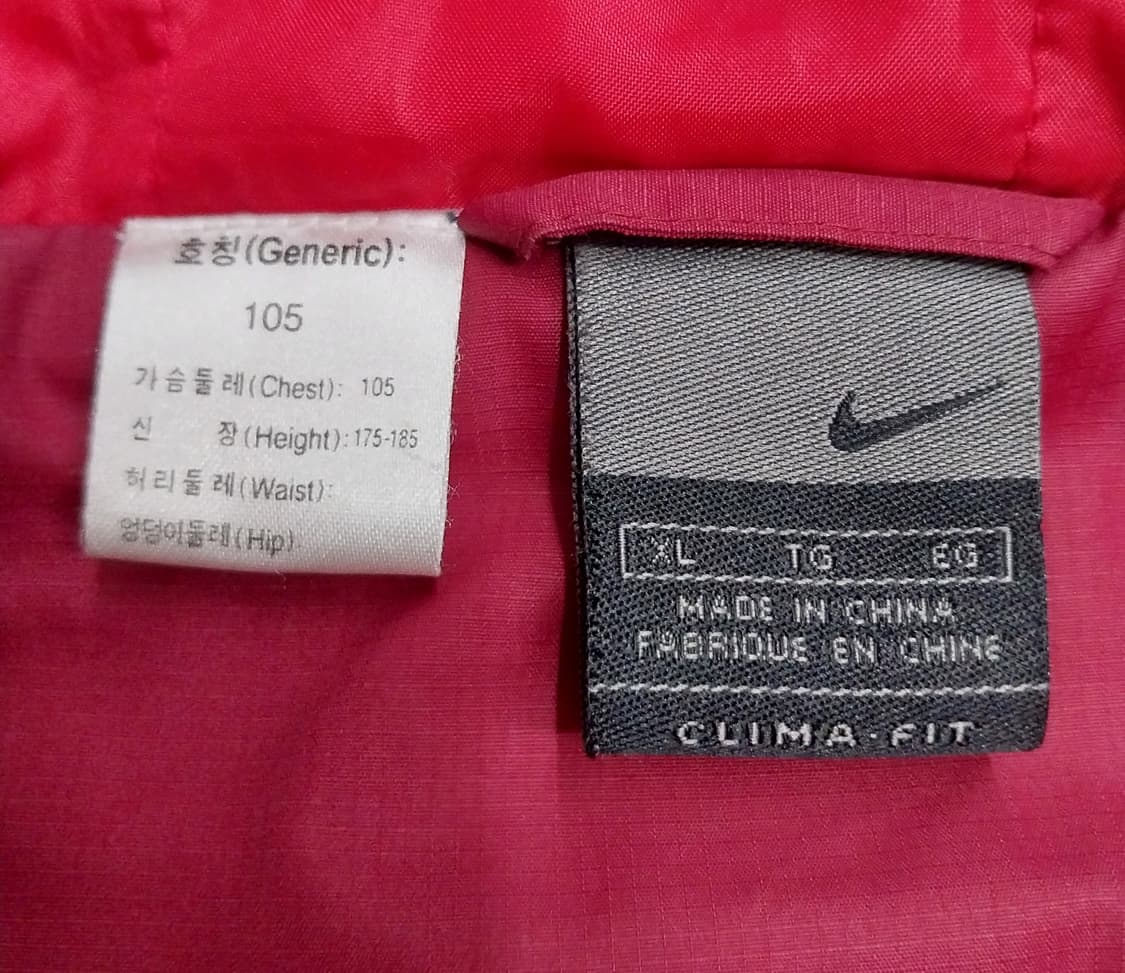 호칭(Generic):
105
가슴둘레(Chest): 105
신 장(Height):175-185
허리둘레(Waist):
엉덩이둘레(Hip):
XL TG EG
MADE IN CHINA
FABRIQUE EN CHINE
CLIMA·FIT